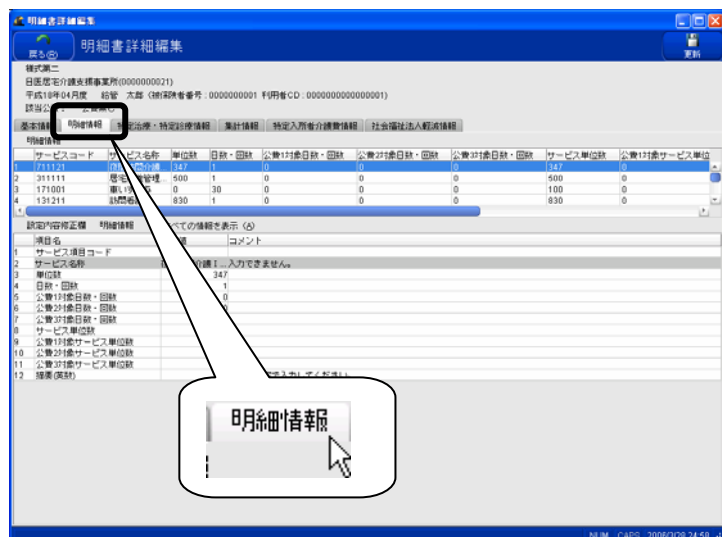 明細書詳細編集
戻る(R)
明細書詳細編集
更新
様式第二
日医居宅介護支援事業所(0000000021)
平成18年04月度 給管 太郎 (被保険者番号:0000000001 利用者CD:0000000000000001)
基本情報 明細情報 特定治療・特定診療情報 集計情報 特定入所者介護費情報 社会福祉法人軽減情報
明細情報
サービスコード サービス名称 単位数 日数・回数 公費1対象日数・回数 公費2対象日数・回数 公費3対象日数・回数 サービス単位数 公費1対象サービス単位
1 711121 347 1 0 0 0 347 0
2 311111 500 1 0 0 0 500 0
3 171001 0 30 0 0 0 100 0
4 131211 830 1 0 0 0 830 0
設定内容修正欄 明細情報 べての情報を表示 (A)
項目名 コメント
1 サービス項目コード
2 サービス名称 入力できません。
3 単位数 347
4 日数・回数 1
5 公費1対象日数・回数 0
6 公費2対象日数・回数 0
7 公費3対象日数・回数
8 サービス単位数
9 公費1対象サービス単位数
10 公費2対象サービス単位数
11 公費3対象サービス単位数
12 摘要(英数)
明細情報
NUM CAPS 2006/3/28 24:58